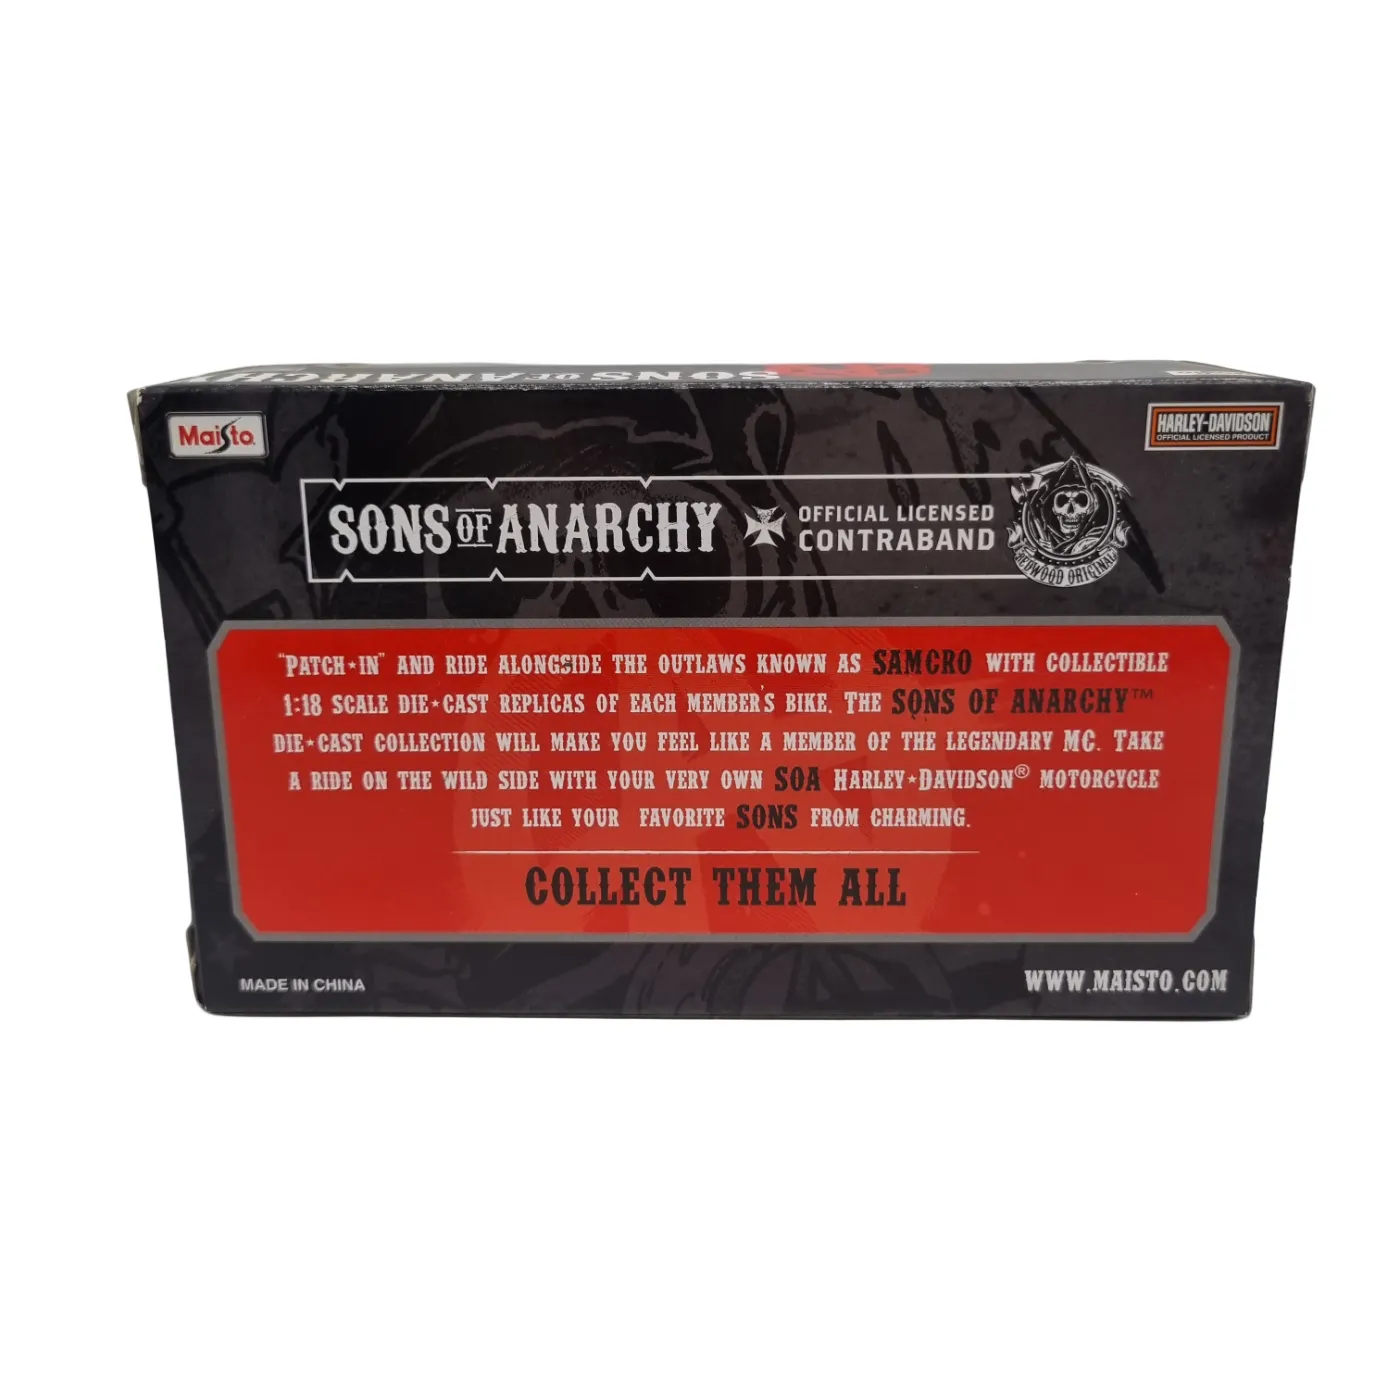 SONS OF ANARCHY
Maisto
HARLEY-DAVIDSON
OFFICIAL LICENSED PRODUCT
SONS OF ANARCHY
OFFICIAL LICENSED
CONTRABAND
REDWOOD ORIGINAL
"PATCH★IN" AND RIDE ALONGSIDE THE OUTLAWS KNOWN AS SAMCRO WITH COLLECTIBLE
1:18 SCALE DIE★CAST REPLICAS OF EACH MEMBER'S BIKE. THE SONS OF ANARCHY™
DIE★CAST COLLECTION WILL MAKE YOU FEEL LIKE A MEMBER OF THE LEGENDARY MC. TAKE
A RIDE ON THE WILD SIDE WITH YOUR VERY OWN SOA HARLEY★DAVIDSON® MOTORCYCLE
JUST LIKE YOUR FAVORITE SONS FROM CHARMING.
COLLECT THEM ALL
MADE IN CHINA
WWW.MAISTO.COM